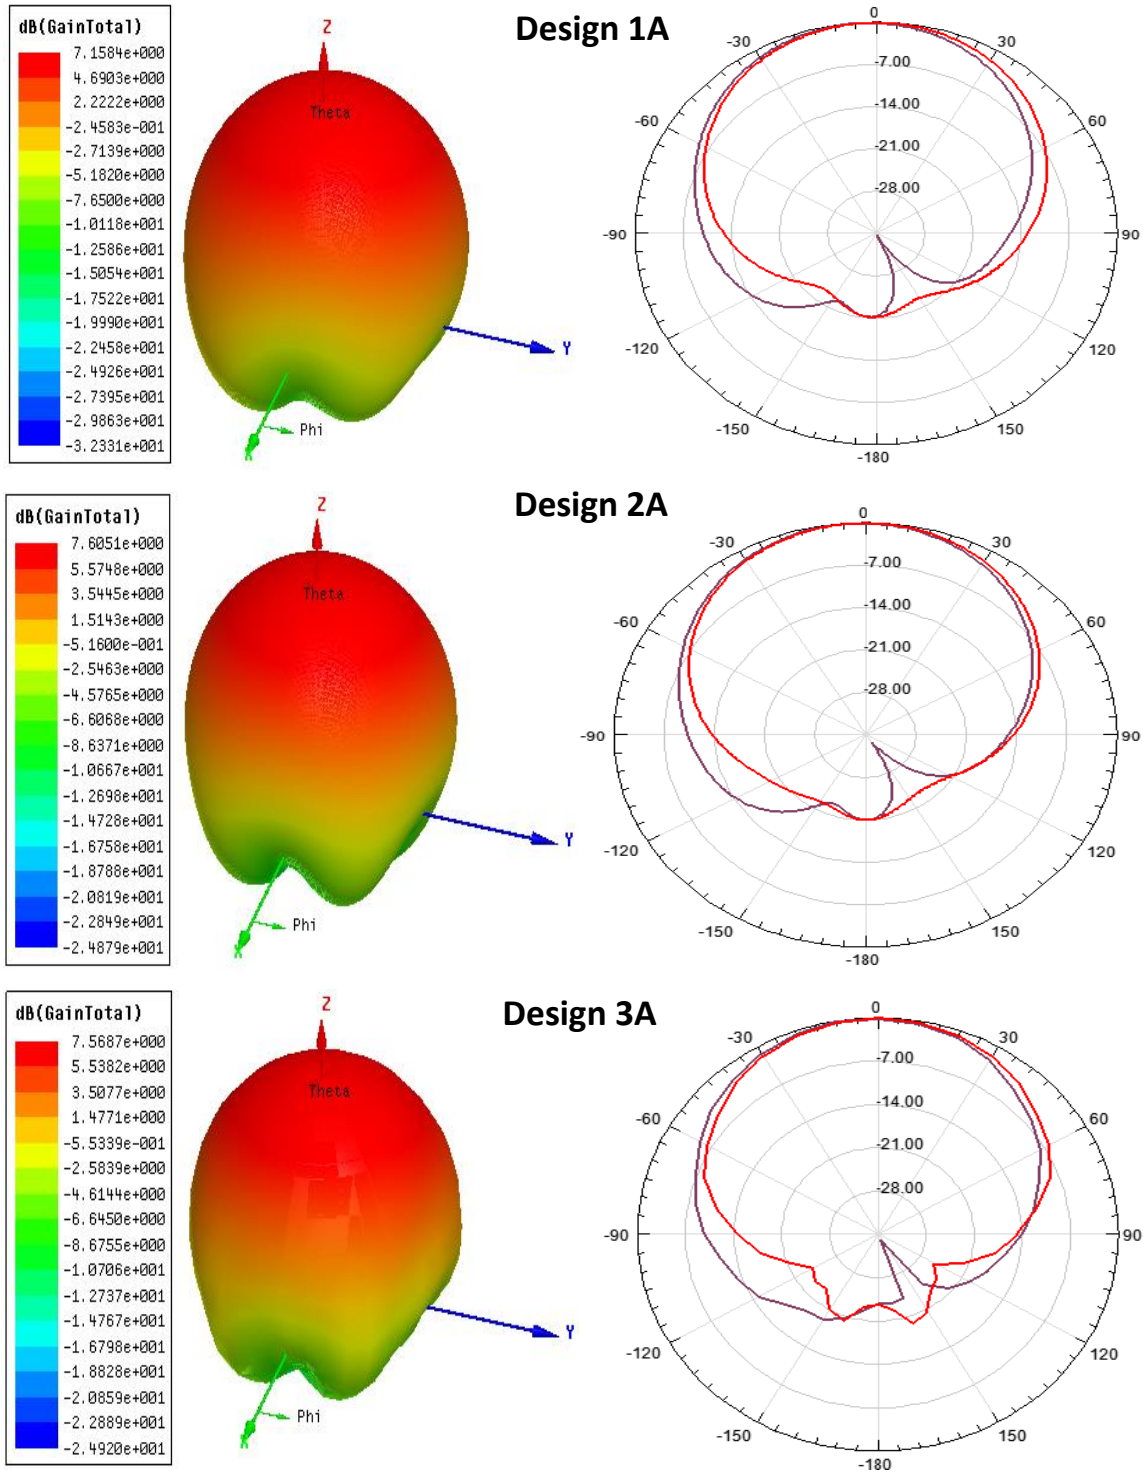 Design 1A
dB(GainTotal)
7.1584e+000
4.6903e+000
2.2222e+000
-2.4583e-001
-2.7139e+000
-5.1820e+000
-7.6500e+000
-1.0118e+001
-1.2586e+001
-1.5054e+001
-1.7522e+001
-1.9990e+001
-2.2458e+001
-2.4926e+001
-2.7395e+001
-2.9863e+001
-3.2331e+001
Z
Theta
Y
Phi
X
0
-30
30
-7.00
-14.00
-60
60
-21.00
-28.00
-90
90
-120
120
-150
150
-180
Design 2A
dB(GainTotal)
7.6051e+000
5.5748e+000
3.5445e+000
1.5143e+000
-5.1600e-001
-2.5463e+000
-4.5765e+000
-6.6068e+000
-8.6371e+000
-1.0667e+001
-1.2698e+001
-1.4728e+001
-1.6758e+001
-1.8788e+001
-2.0819e+001
-2.2849e+001
-2.4879e+001
Z
Theta
Y
Phi
X
0
-30
30
-7.00
-14.00
-60
60
-21.00
-28.00
-90
90
-120
120
-150
150
-180
Design 3A
dB(GainTotal)
7.5687e+000
5.5382e+000
3.5077e+000
1.4771e+000
-5.5339e-001
-2.5839e+000
-4.6144e+000
-6.6450e+000
-8.6755e+000
-1.0706e+001
-1.2737e+001
-1.4767e+001
-1.6798e+001
-1.8828e+001
-2.0859e+001
-2.2889e+001
-2.4920e+001
Z
Theta
Y
Phi
X
0
-30
30
-7.00
-14.00
-60
60
-21.00
-28.00
-90
90
-120
120
-150
150
-180